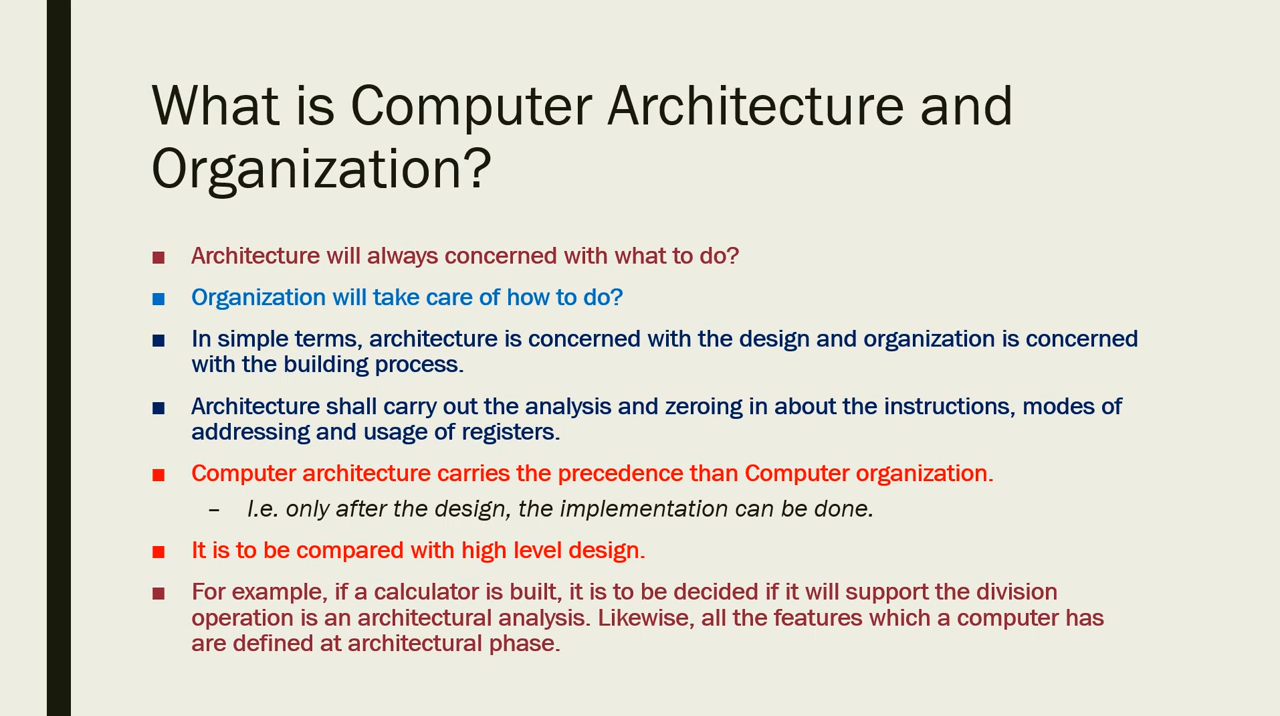 What is Computer Architecture and
Organization?
■ Architecture will always concerned with what to do?
■ Organization will take care of how to do?
■ In simple terms, architecture is concerned with the design and organization is concerned
with the building process.
■ Architecture shall carry out the analysis and zeroing in about the instructions, modes of
addressing and usage of registers.
■ Computer architecture carries the precedence than Computer organization.
– I.e. only after the design, the implementation can be done.
■ It is to be compared with high level design.
■ For example, if a calculator is built, it is to be decided if it will support the division
operation is an architectural analysis. Likewise, all the features which a computer has
are defined at architectural phase.